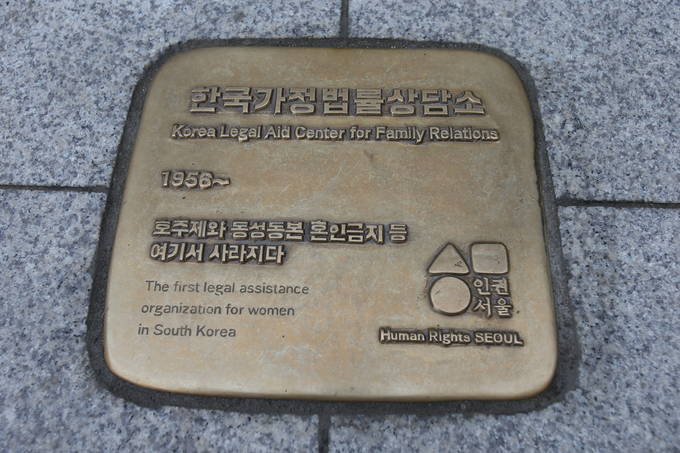 한국가정법률상담소
Korea Legal Aid Center for Family Relations
1956~
호주제와 동성동본 혼인금지 등
여기서 사라지다
The first legal assistance
organization for women
in South Korea
인권
서울
Human Rights SEOUL